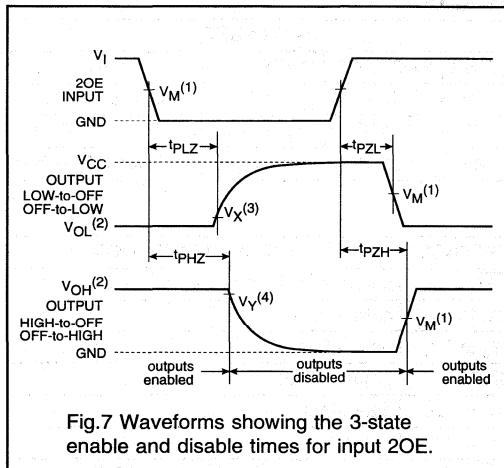 V_I
2OE
INPUT
V_M(1)
GND
t_PLZ
t_PZL
V_CC
OUTPUT
LOW-to-OFF
OFF-to-LOW
V_OL(2)
V_X(3)
V_M(1)
t_PHZ
t_PZH
V_OH(2)
OUTPUT
HIGH-to-OFF
OFF-to-HIGH
V_Y(4)
V_M(1)
GND
outputs enabled
outputs disabled
outputs enabled
Fig.7 Waveforms showing the 3-state
enable and disable times for input 2OE.